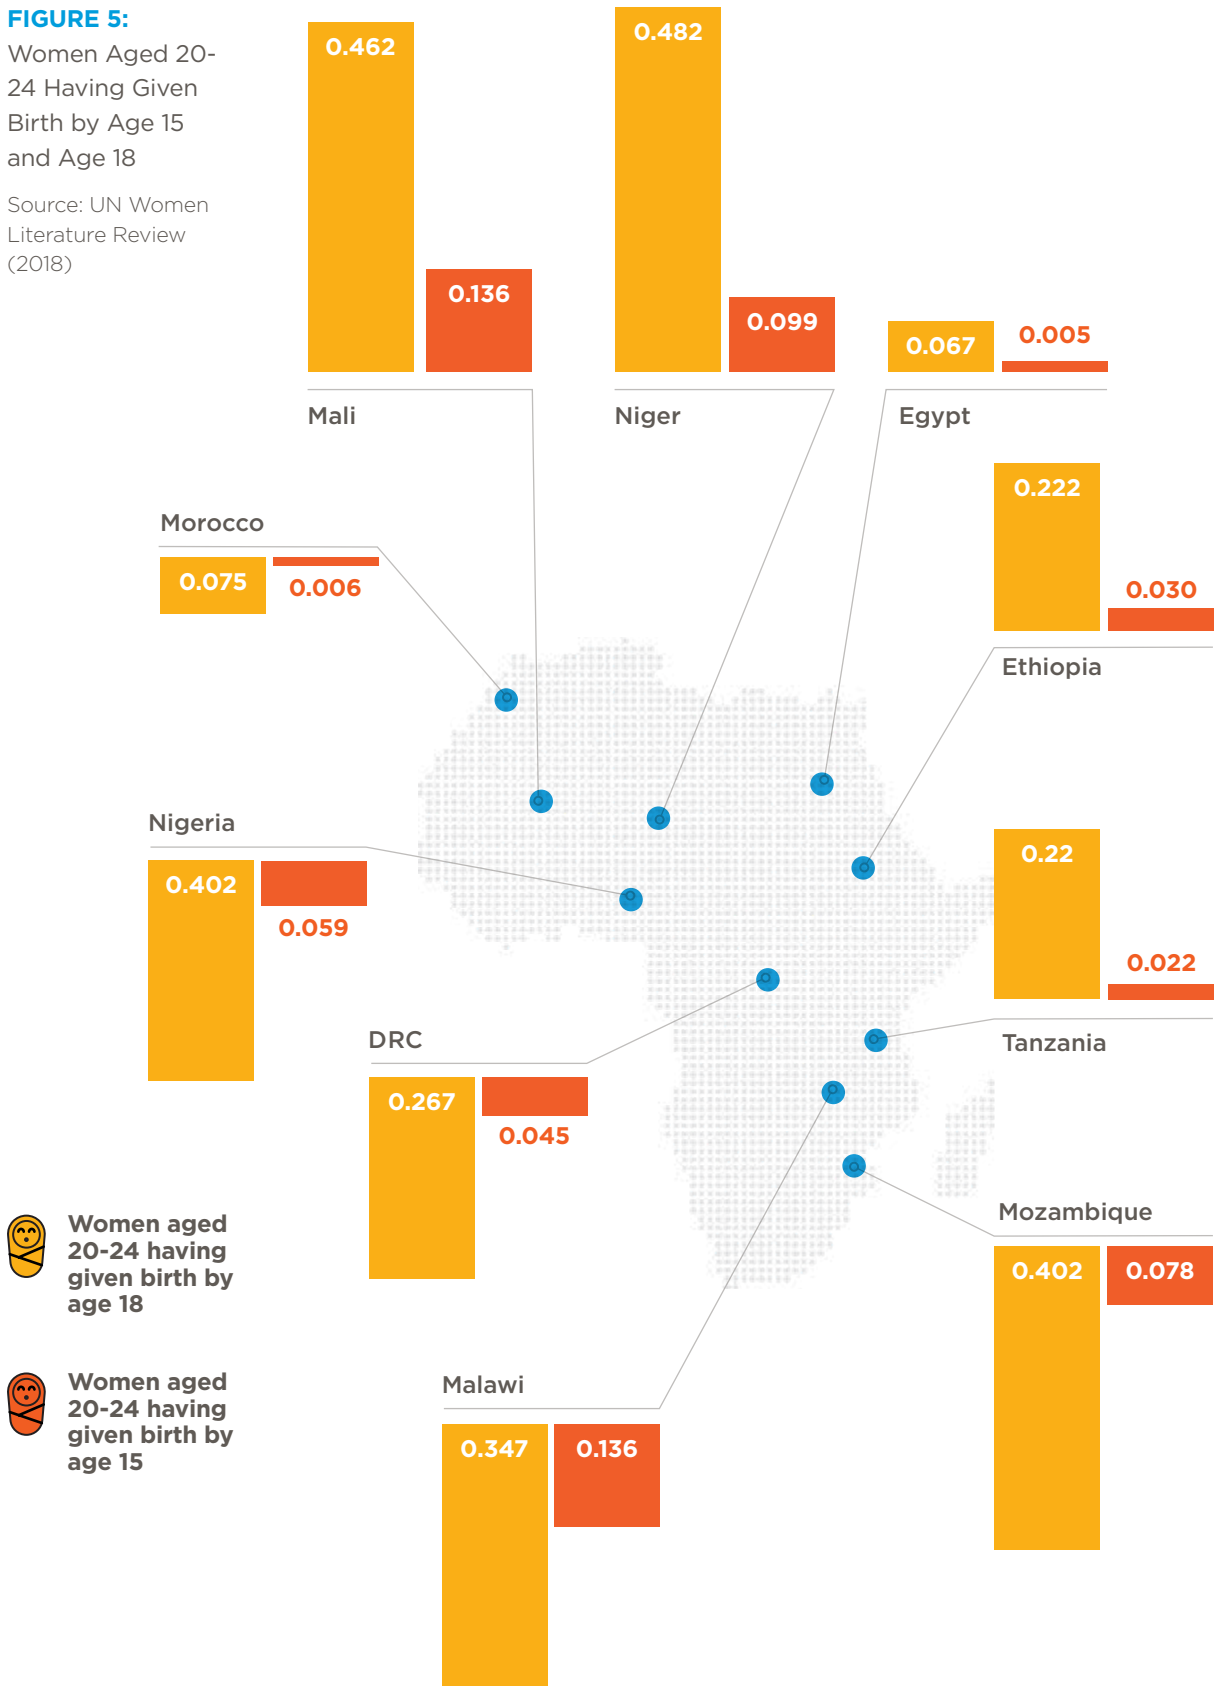 FIGURE 5:
Women Aged 20-
24 Having Given
Birth by Age 15
and Age 18
Source: UN Women
Literature Review
(2018)
0.462
0.136
Mali
0.482
0.099
Niger
0.067
0.005
Egypt
0.222
0.030
Ethiopia
Morocco
0.075
0.006
Nigeria
0.402
0.059
0.22
0.022
Tanzania
DRC
0.267
0.045
Mozambique
0.402
0.078
Women aged
20-24 having
given birth by
age 18
Women aged
20-24 having
given birth by
age 15
Malawi
0.347
0.136